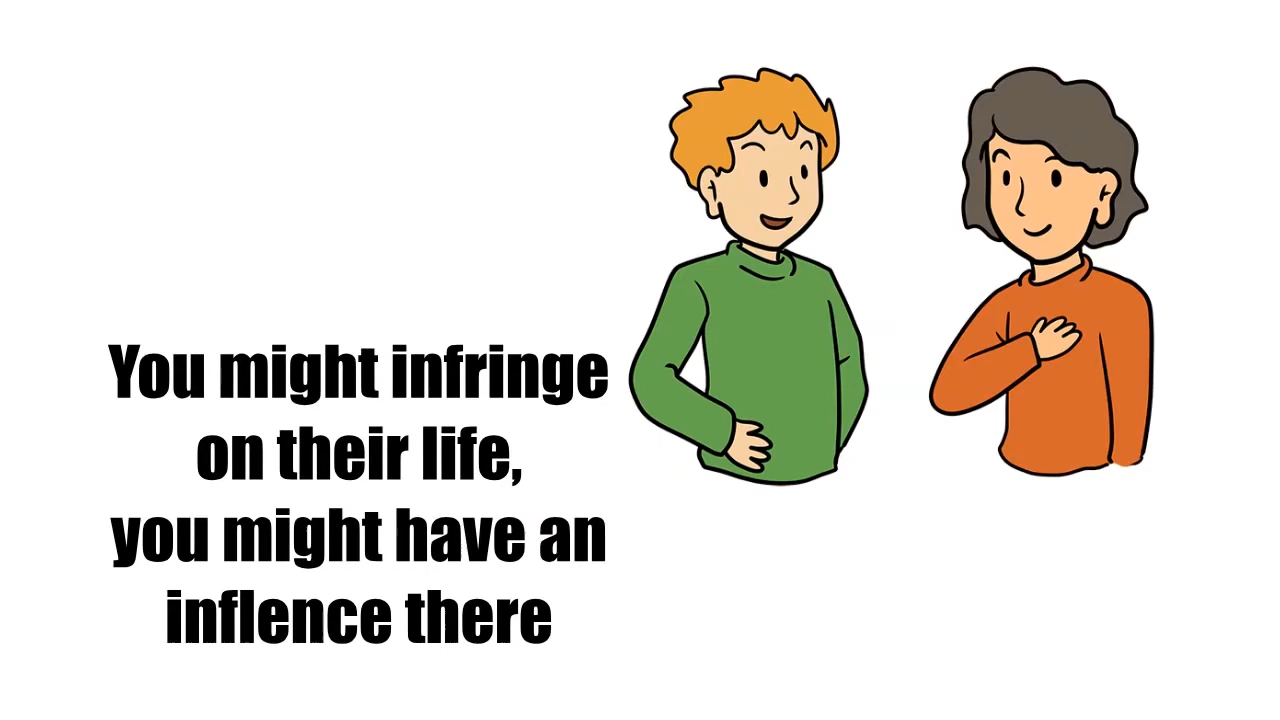 You might infringe
on their life,
you might have an
inflence there